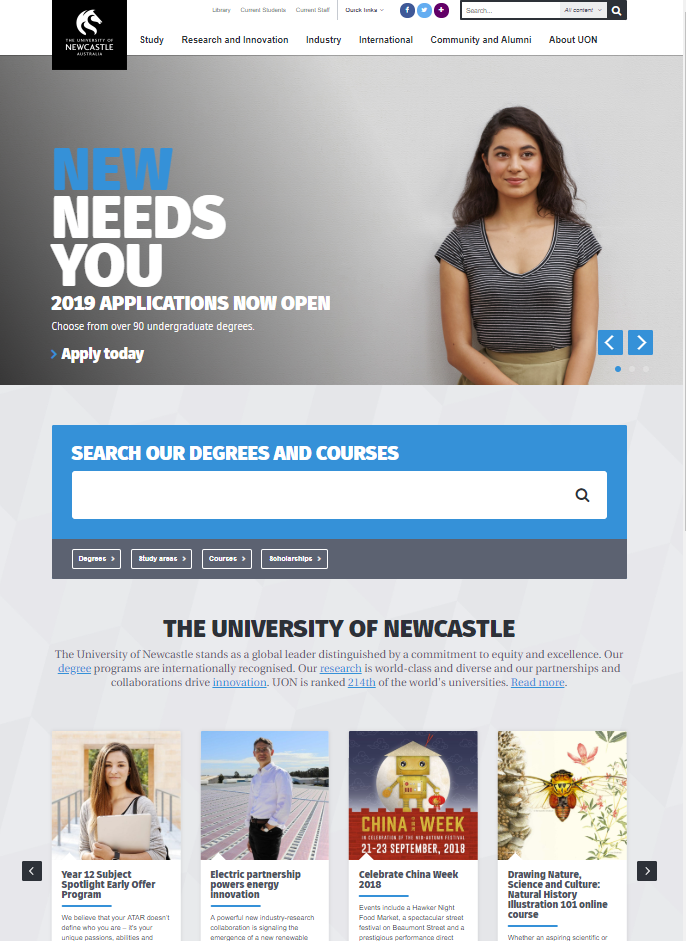 Library Current Students Current Staff Quick links Search... All content
THE UNIVERSITY OF
NEWCASTLE
AUSTRALIA
Study Research and Innovation Industry International Community and Alumni About UON
NEW
NEEDS
YOU
2019 APPLICATIONS NOW OPEN
Choose from over 90 undergraduate degrees.
Apply today
SEARCH OUR DEGREES AND COURSES
Degrees Study areas Courses Scholarships
THE UNIVERSITY OF NEWCASTLE
The University of Newcastle stands as a global leader distinguished by a commitment to equity and excellence. Our
degree programs are internationally recognised. Our research is world-class and diverse and our partnerships and
collaborations drive innovation. UON is ranked 214th of the world's universities. Read more.
CHINA WEEK
IN CELEBRATION OF THE MID-AUTUMN FESTIVAL
21-23 SEPTEMBER, 2018
Year 12 Subject
Spotlight Early Offer
Program
We believe that your ATAR doesn't
define who you are – it's your
unique passions, abilities and
Electric partnership
powers energy
innovation
A powerful new industry-research
collaboration is signaling the
emergence of a new renewable
Celebrate China Week
2018
Events include a Hawker Night
Food Market, a spectacular street
festival on Beaumont Street and a
prestigious performance direct
Drawing Nature,
Science and Culture:
Natural History
Illustration 101 online
course
Whether an aspiring scientific or